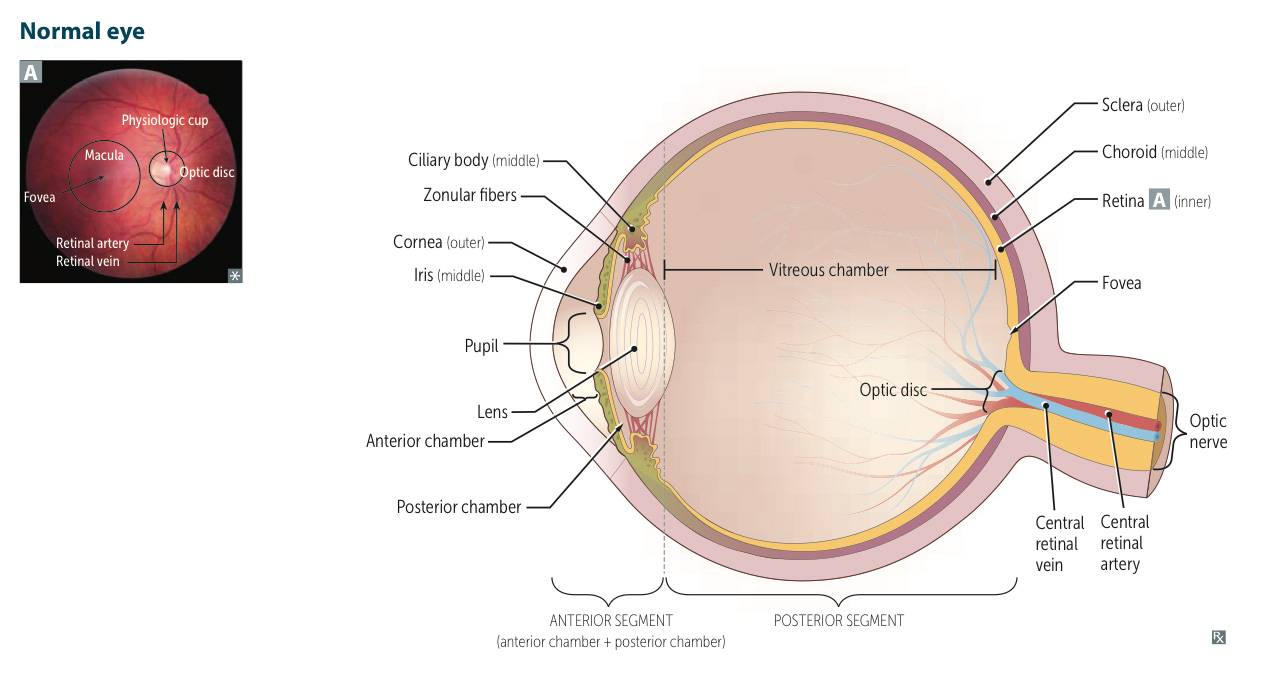 Normal eye
A
Physiologic cup
Macula
Optic disc
Fovea
Retinal artery
Retinal vein
*
Ciliary body (middle)
Zonular fibers
Cornea (outer)
Iris (middle)
Pupil
Lens
Anterior chamber
Posterior chamber
Vitreous chamber
Sclera (outer)
Choroid (middle)
Retina A (inner)
Fovea
Optic disc
Optic
nerve
Central
retinal
vein
Central
retinal
artery
ANTERIOR SEGMENT
(anterior chamber + posterior chamber)
POSTERIOR SEGMENT
Rx